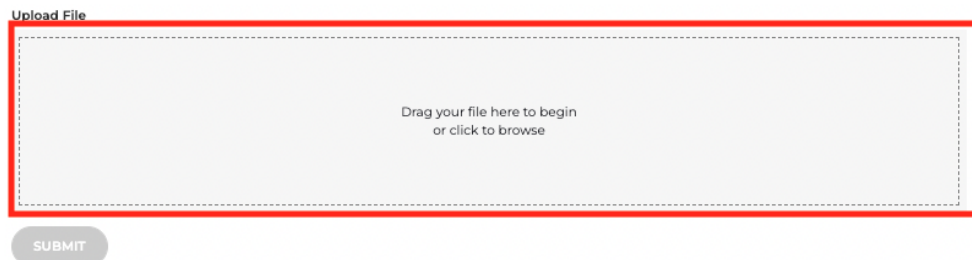 Upload File
Drag your file here to begin
or click to browse
SUBMIT